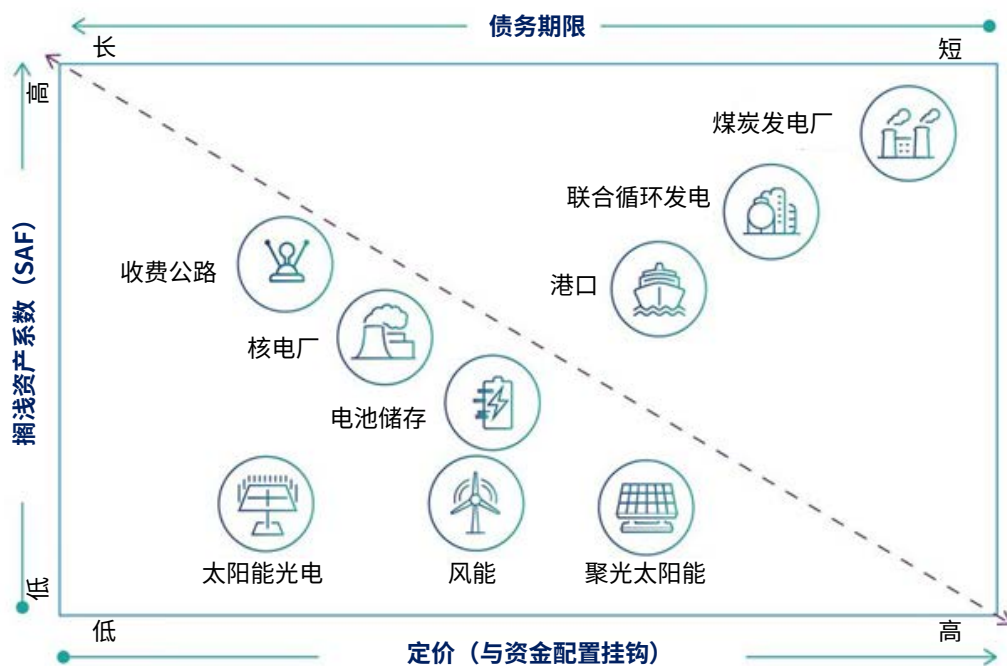 债务期限
长
短
高
煤炭发电厂
联合循环发电
收费公路
港口
核电厂
电池储存
搁浅资产系数（SAF）
太阳能光电
风能
聚光太阳能
低
低
高
定价（与资金配置挂钩）